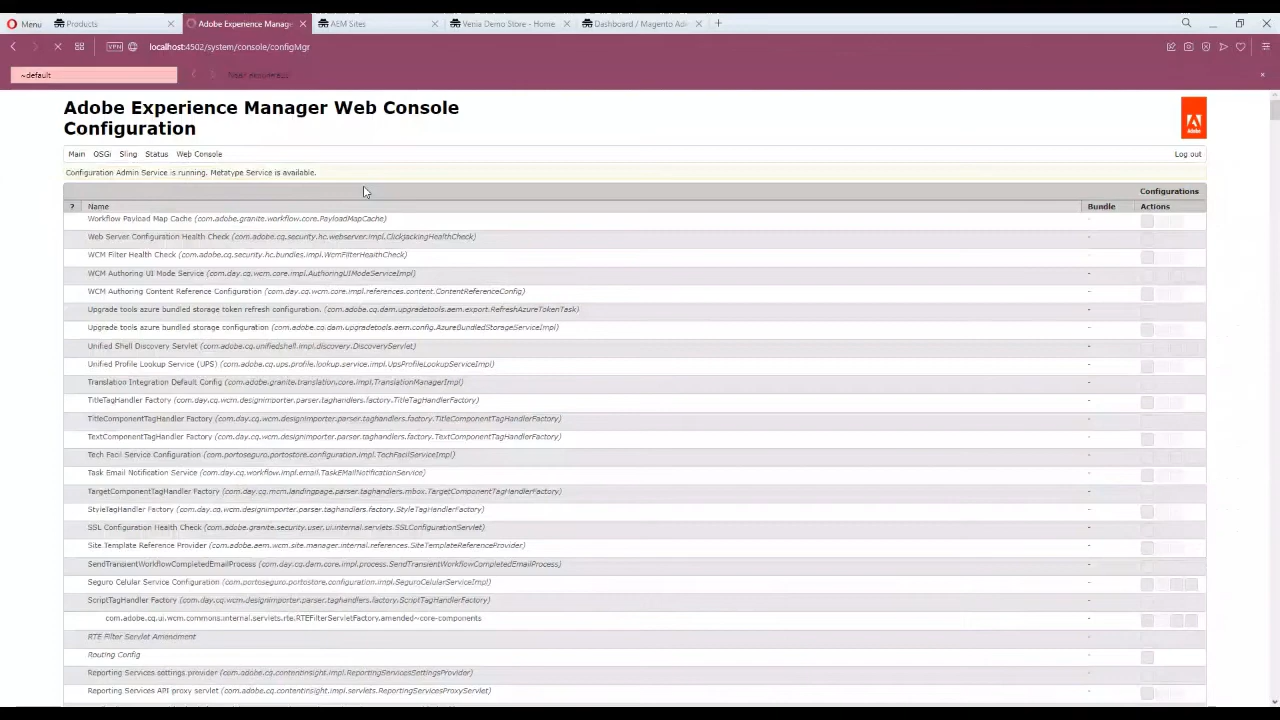 Menu
Products
Adobe Experience Manag
AEM Sites
Venia Demo Store - Home
Dashboard / Magento Ad
VPN
localhost:4502/system/console/configMgr
~default
Adobe Experience Manager Web Console
Configuration
Adobe
Main OSGi Sling Status Web Console
Log out
Configuration Admin Service is running. Metatype Service is available.
Configurations
? Name Bundle Actions
Workflow Payload Map Cache (com.adobe.granite.workflow.core.PayloadMapCache) -
Web Server Configuration Health Check (com.adobe.cq.security.hc.webserver.impl.ClickjackingHealthCheck) -
WCM Filter Health Check (com.adobe.cq.security.hc.bundles.impl.WcmFilterHealthCheck) -
WCM Authoring UI Mode Service (com.day.cq.wcm.core.impl.AuthoringUIModeServiceImpl) -
WCM Authoring Content Reference Configuration (com.day.cq.wcm.core.impl.references.content.ContentReferenceConfig) -
Upgrade tools azure bundled storage token refresh configuration. (com.adobe.cq.dam.upgradetools.aem.export.RefreshAzureTokenTask) -
Upgrade tools azure bundled storage configuration (com.adobe.cq.dam.upgradetools.aem.config.AzureBundledStorageServiceImpl) -
Unified Shell Discovery Servlet (com.adobe.cq.unifiedshell.impl.discovery.DiscoveryServlet) -
Unified Profile Lookup Service (UPS) (com.adobe.cq.ups.profile.lookup.service.impl.UpsProfileLookupServiceImpl) -
Translation Integration Default Config (com.adobe.granite.translation.core.impl.TranslationManagerImpl) -
TitleTagHandler Factory (com.day.cq.wcm.designimporter.parser.taghandlers.factory.TitleTagHandlerFactory) -
TitleComponentTagHandler Factory (com.day.cq.wcm.designimporter.parser.taghandlers.factory.TitleComponentTagHandlerFactory) -
TextComponentTagHandler Factory (com.day.cq.wcm.designimporter.parser.taghandlers.factory.TextComponentTagHandlerFactory) -
Tech Facil Service Configuration (com.portoseguro.portostore.configuration.impl.TechFacilServiceImpl) -
Task Email Notification Service (com.day.cq.workflow.impl.email.TaskEMailNotificationService) -
TargetComponentTagHandler Factory (com.day.cq.mcm.landingpage.parser.taghandlers.mbox.TargetComponentTagHandlerFactory) -
StyleTagHandler Factory (com.day.cq.wcm.designimporter.parser.taghandlers.factory.StyleTagHandlerFactory) -
SSL Configuration Health Check (com.adobe.granite.security.user.ui.internal.servlets.SSLConfigurationServlet) -
Site Template Reference Provider (com.adobe.aem.wcm.site.manager.internal.references.SiteTemplateReferenceProvider) -
SendTransientWorkflowCompletedEmailProcess (com.day.cq.dam.core.impl.process.SendTransientWorkflowCompletedEmailProcess) -
Seguro Celular Service Configuration (com.portoseguro.portostore.configuration.impl.SeguroCelularServiceImpl) -
ScriptTagHandler Factory (com.day.cq.wcm.designimporter.parser.taghandlers.factory.ScriptTagHandlerFactory) -
com.adobe.cq.ui.wcm.commons.internal.servlets.rte.RTEFilterServletFactory.amended~core-components -
RTE Filter Servlet Amendment -
Routing Config -
Reporting Services settings provider (com.adobe.cq.contentinsight.impl.ReportingServicesSettingsProvider) -
Reporting Services API proxy servlet (com.adobe.cq.contentinsight.impl.servlets.ReportingServicesProxyServlet) -